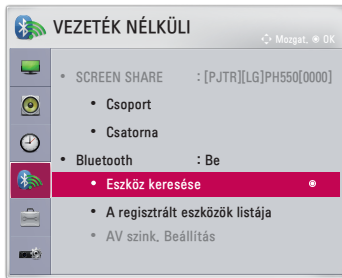 VEZETÉK NÉLKÜLI
Mozgat. OK
• SCREEN SHARE : [PJTR][LG]PH550[0000]
• Csoport
• Csatorna
• Bluetooth : Be
• Eszköz keresése
• A regisztrált eszközök listája
• AV szink. Beállítás